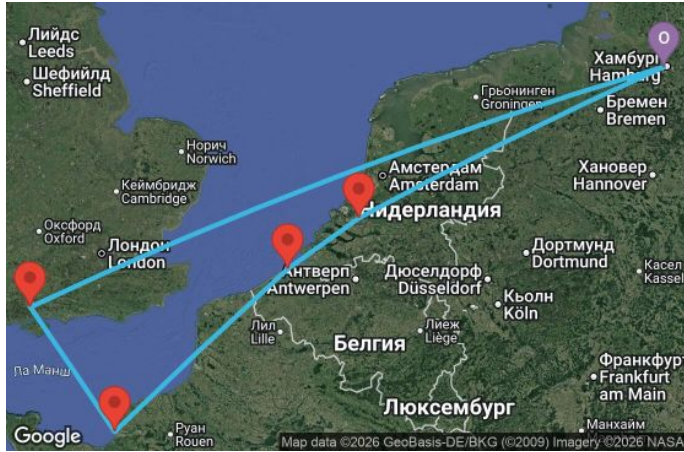 Лийдс
Leeds
Шефийлд
Sheffield
О
Хамбург
Hamburg
Грьонинген
Groningen
Бремен
Bremen
Норич
Norwich
Амстердам
Amsterdam
Хановер
Hannover
Кеймбридж
Cambridge
Нидерландия
Оксфорд
Oxford
Лондон
London
Дортмунд
Dortmund
Антверп
Antwerpen
Дюселдорф
Düsseldorf
Касел
Kassel
Кьолн
Köln
Лил
Lille
Белгия
Лиеж
Liège
Ла Манш
Франкфурт
Frankfurt
am Main
Люксембург
Руан
Rouen
Манхайм
Google
Map data ©2026 GeoBasis-DE/BKG (©2009) Imagery ©2026 NASA